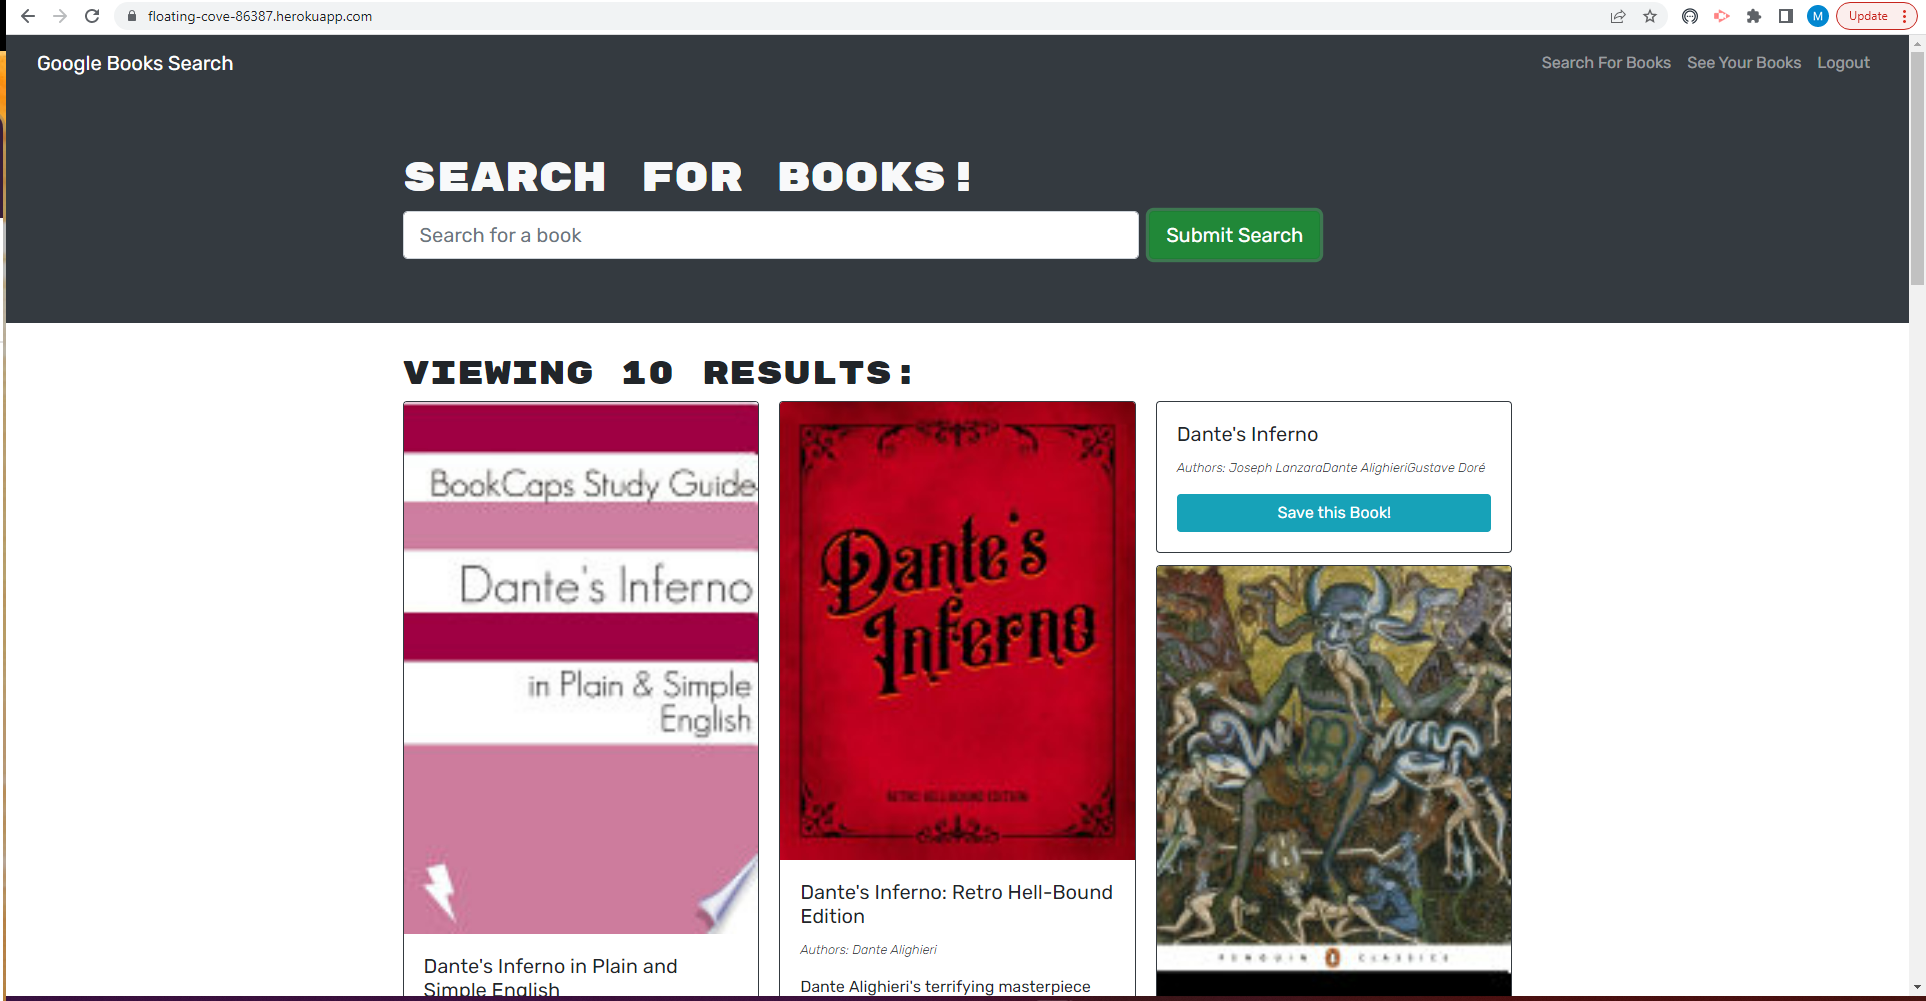 floating-cove-86387.herokuapp.com
M
Update
Google Books Search
Search For Books
See Your Books
Logout
SEARCH FOR BOOKS!
Search for a book
Submit Search
VIEWING 10 RESULTS:
BookCaps Study Guide
Dante's Inferno
in Plain & Simple
English
Dante's Inferno in Plain and
Simple English
Dante's
Inferno
RETRO HELL-BOUND EDITION
Dante's Inferno: Retro Hell-Bound
Edition
Authors: Dante Alighieri
Dante Alighieri's terrifying masterpiece
Dante's Inferno
Authors: Joseph LanzaraDante AlighieriGustave Doré
Save this Book!
PENGUIN CLASSICS